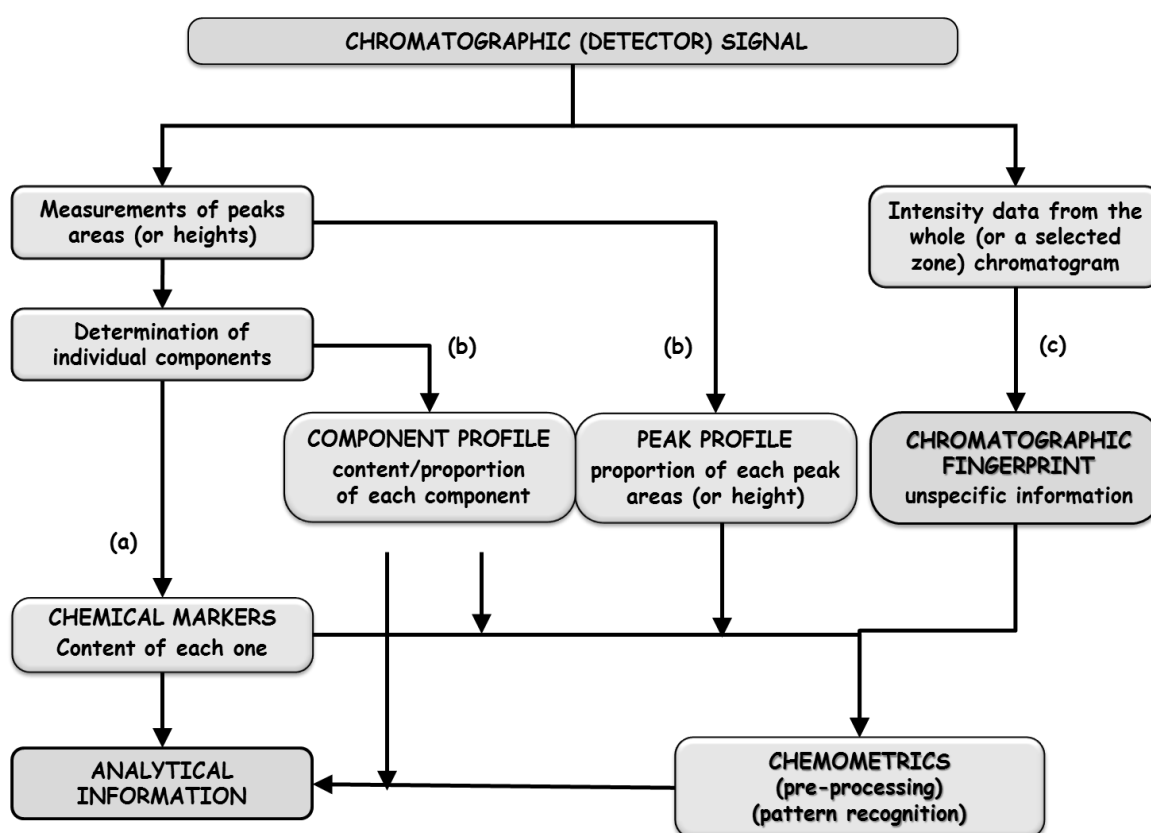 CHROMATOGRAPHIC (DETECTOR) SIGNAL
Measurements of peaks
areas (or heights)
Intensity data from the
whole (or a selected
zone) chromatogram
Determination of
individual components
(b)
(b)
(c)
COMPONENT PROFILE
content/proportion
of each component
PEAK PROFILE
proportion of each peak
areas (or height)
CHROMATOGRAPHIC
FINGERPRINT
unspecific information
(a)
CHEMICAL MARKERS
Content of each one
ANALYTICAL
INFORMATION
CHEMOMETRICS
(pre-processing)
(pattern recognition)